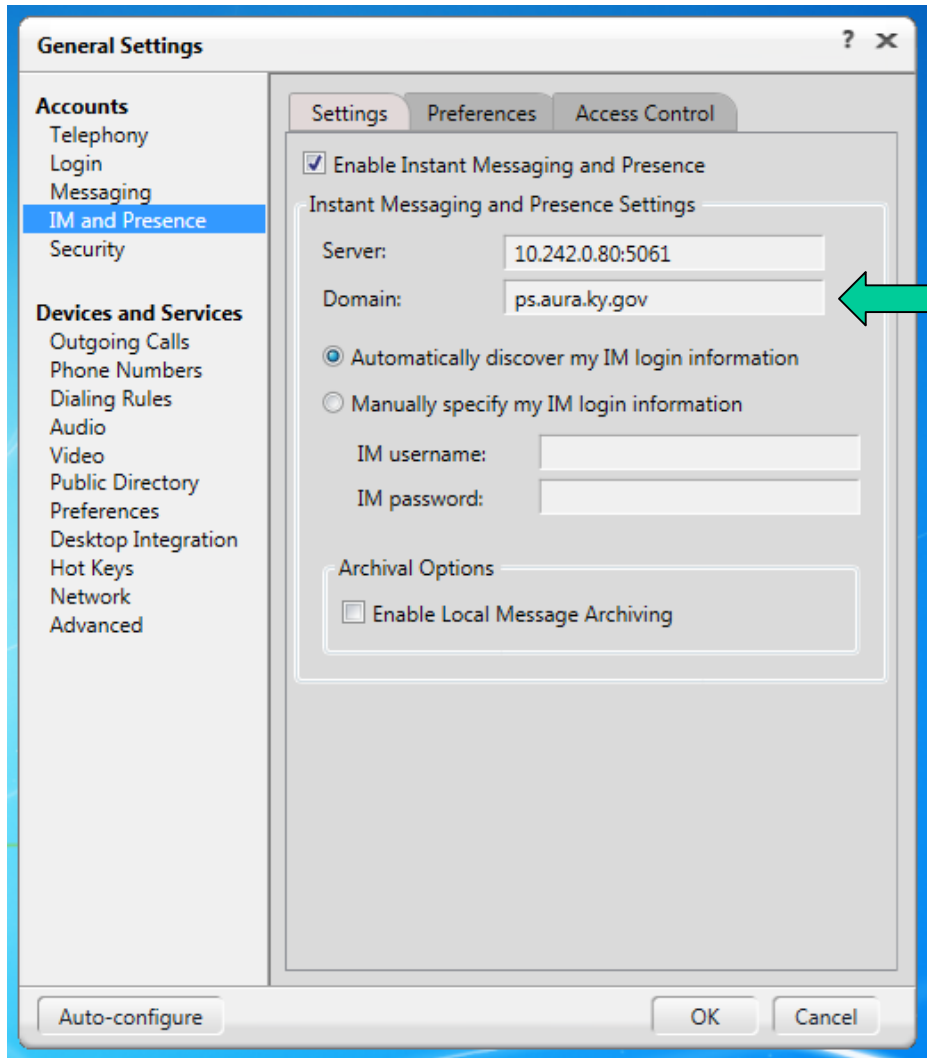 General Settings
?
Accounts
Telephony
Login
Messaging
IM and Presence
Security
Devices and Services
Outgoing Calls
Phone Numbers
Dialing Rules
Audio
Video
Public Directory
Preferences
Desktop Integration
Hot Keys
Network
Advanced
Settings Preferences Access Control
Enable Instant Messaging and Presence
Instant Messaging and Presence Settings
Server: 10.242.0.80:5061
Domain: ps.aura.ky.gov
Automatically discover my IM login information
Manually specify my IM login information
IM username:
IM password:
Archival Options
Enable Local Message Archiving
Auto-configure OK Cancel